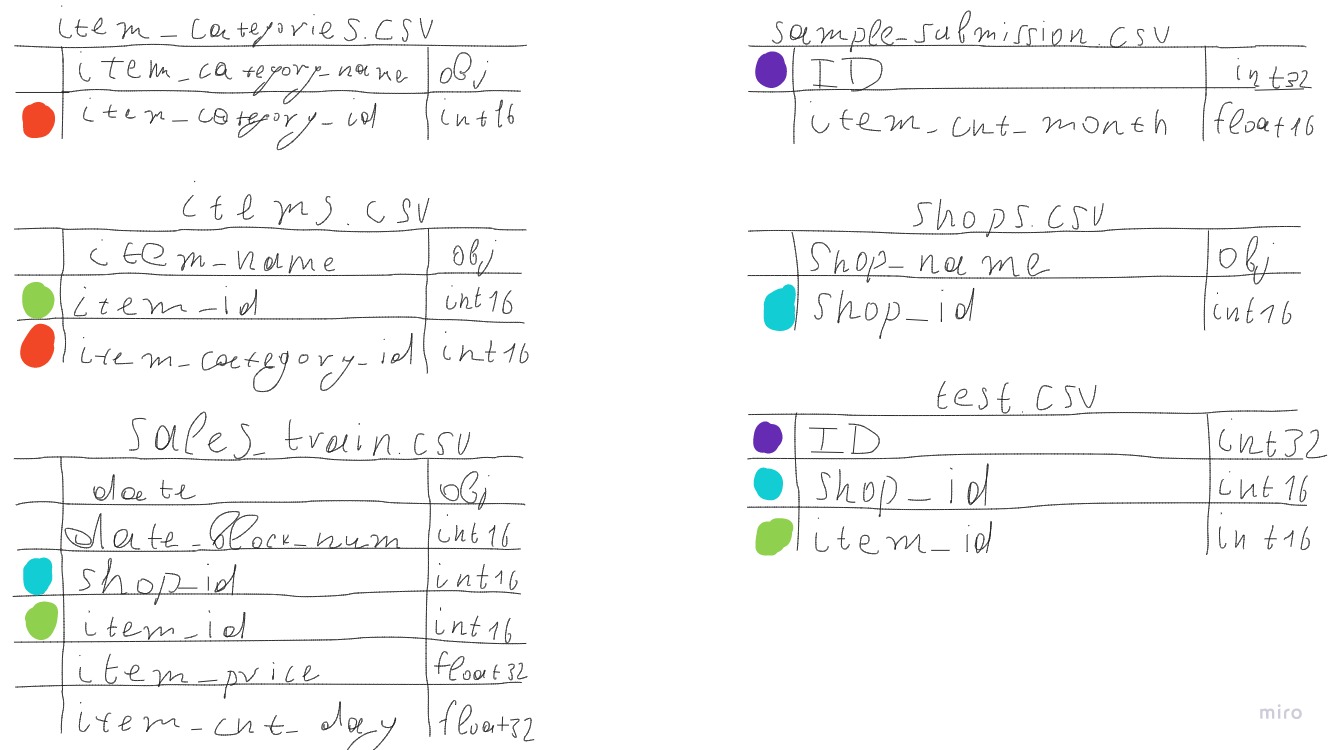 item_categories.csv
item_category_name obj
item_category_id int16
items.csv
item_name obj
item_id int16
item_category_id int16
sales_train.csv
date obj
date_block_num int16
shop_id int16
item_id int16
item_price float32
item_cnt_day float32
sample_submission.csv
ID int32
item_cnt_month float16
shops.csv
shop_name obj
shop_id int16
test.csv
ID int32
shop_id int16
item_id int16
miro